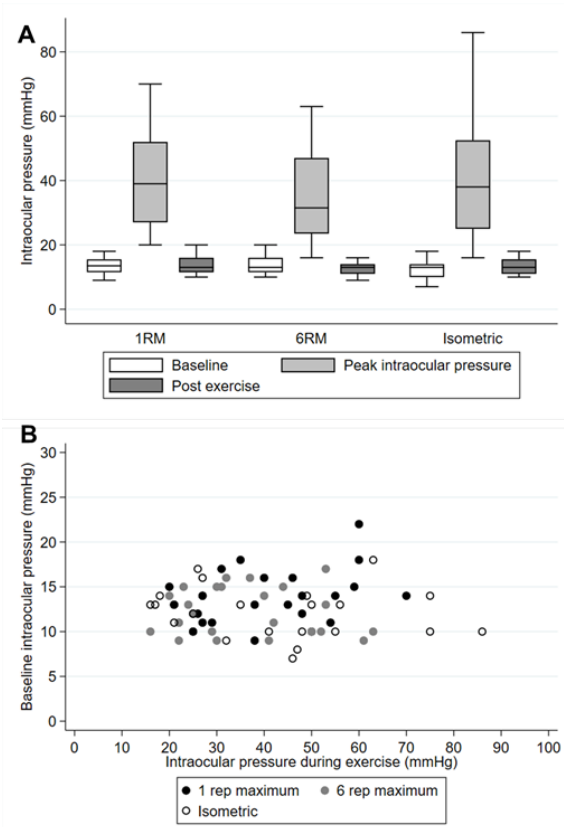 A
Intraocular pressure (mmHg)
80
60
40
20
0
1RM 6RM Isometric
Baseline Peak intraocular pressure
Post exercise
B
Baseline intraocular pressure (mmHg)
30
25
20
15
10
5
0
0 10 20 30 40 50 60 70 80 90 100
Intraocular pressure during exercise (mmHg)
1 rep maximum 6 rep maximum
Isometric